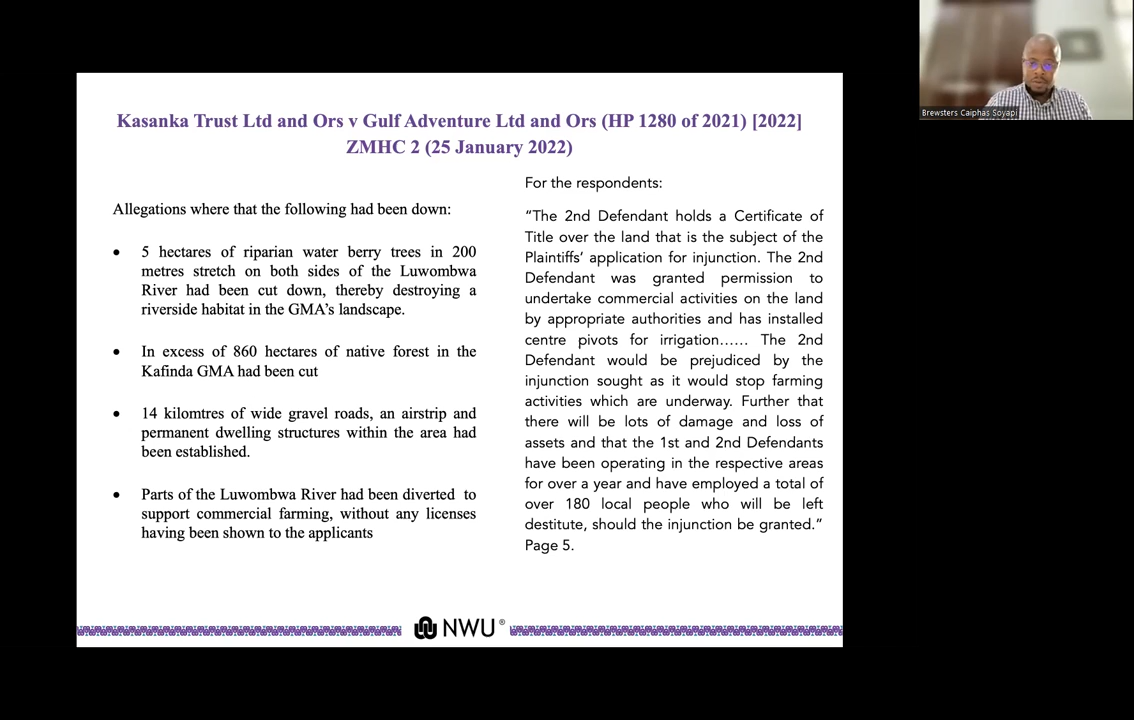 Kasanka Trust Ltd and Ors v Gulf Adventure Ltd and Ors (HP 1280 of 2021) [2022]
ZMHC 2 (25 January 2022)
Allegations where that the following had been down:
• 5 hectares of riparian water berry trees in 200
metres stretch on both sides of the Luwombwa
River had been cut down, thereby destroying a
riverside habitat in the GMA's landscape.
• In excess of 860 hectares of native forest in the
Kafinda GMA had been cut
• 14 kilomtres of wide gravel roads, an airstrip and
permanent dwelling structures within the area had
been established.
• Parts of the Luwombwa River had been diverted to
support commercial farming, without any licenses
having been shown to the applicants
For the respondents:
“The 2nd Defendant holds a Certificate of
Title over the land that is the subject of the
Plaintiffs’ application for injunction. The 2nd
Defendant was granted permission to
undertake commercial activities on the land
by appropriate authorities and has installed
centre pivots for irrigation…… The 2nd
Defendant would be prejudiced by the
injunction sought as it would stop farming
activities which are underway. Further that
there will be lots of damage and loss of
assets and that the 1st and 2nd Defendants
have been operating in the respective areas
for over a year and have employed a total of
over 180 local people who will be left
destitute, should the injunction be granted.”
Page 5.
NWU®
Brewsters Caiphas Soyapi